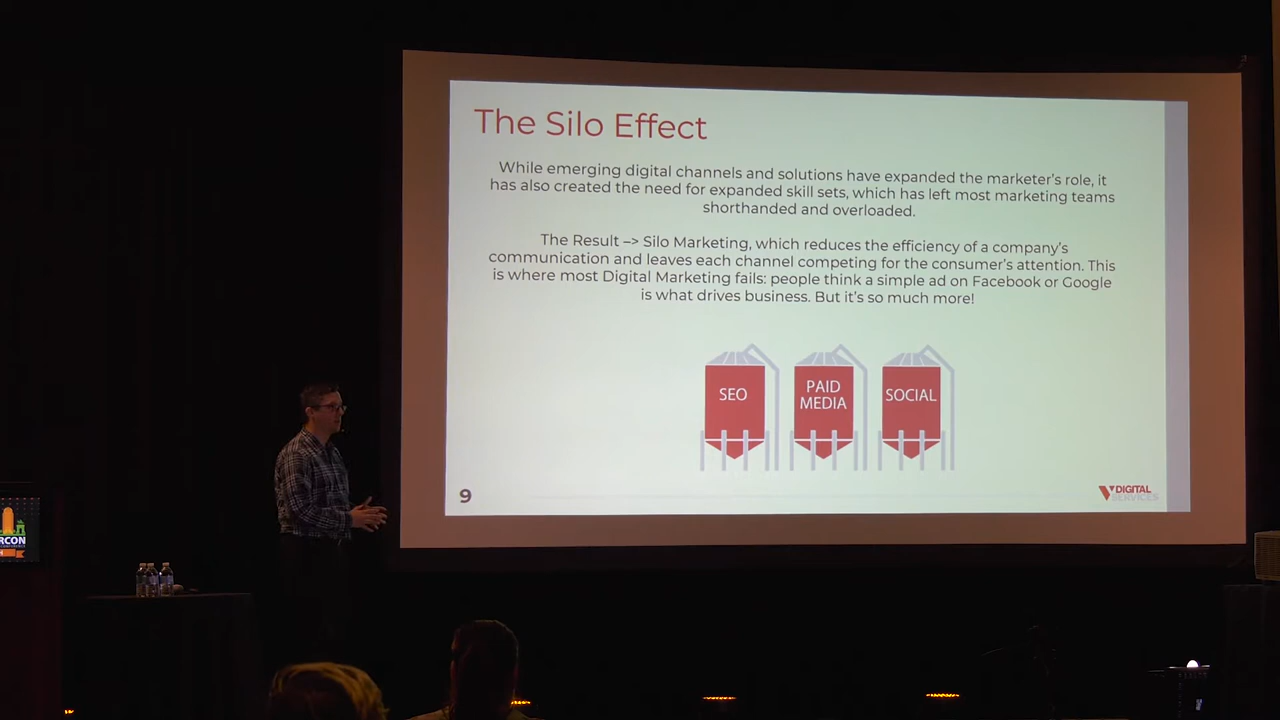 The Silo Effect
While emerging digital channels and solutions have expanded the marketer's role, it
has also created the need for expanded skill sets, which has left most marketing teams
shorthanded and overloaded.
The Result –> Silo Marketing, which reduces the efficiency of a company's
communication and leaves each channel competing for the consumer's attention. This
is where most Digital Marketing fails: people think a simple ad on Facebook or Google
is what drives business. But it's so much more!
SEO
PAID
MEDIA
SOCIAL
9
DIGITAL
SERVICES
RCON